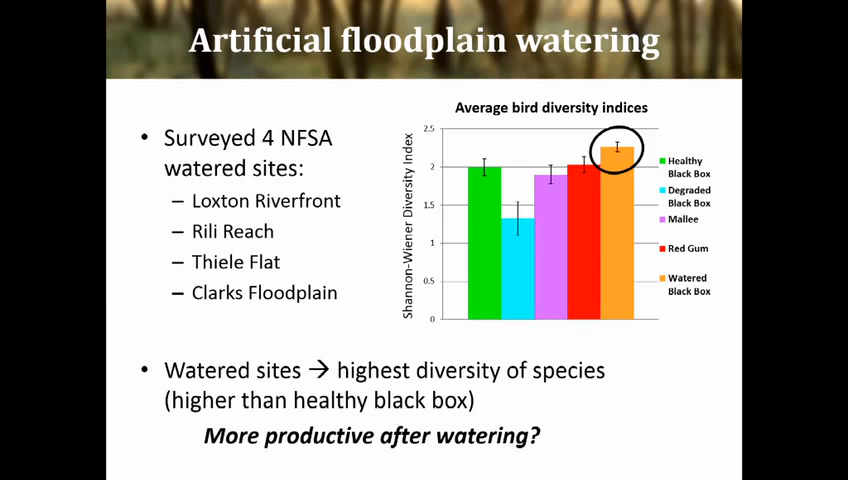 Artificial floodplain watering
• Surveyed 4 NFSA
watered sites:
– Loxton Riverfront
– Rili Reach
– Thiele Flat
– Clarks Floodplain
Average bird diversity indices
Shannon-Wiener Diversity Index
2.5
2
1.5
1
0.5
0
Healthy
Black Box
Degraded
Black Box
Mallee
Red Gum
Watered
Black Box
• Watered sites → highest diversity of species
(higher than healthy black box)
More productive after watering?